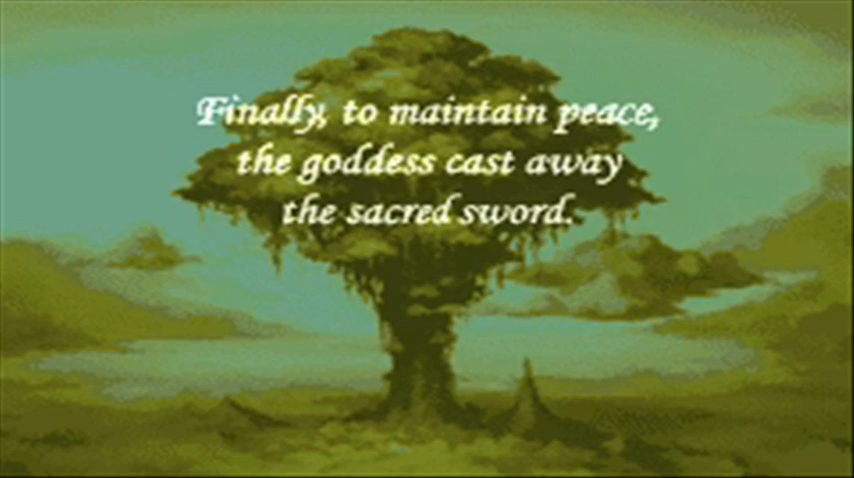 Finally, to maintain peace,
the goddess cast away
the sacred sword.